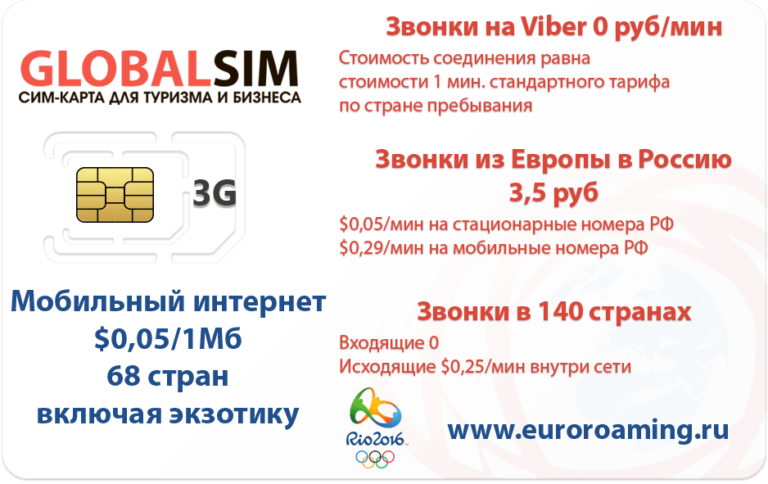 GLOBALSIM
СИМ-КАРТА ДЛЯ ТУРИЗМА И БИЗНЕСА
3G
Мобильный интернет
$0,05/1Мб
68 стран
включая экзотику
Звонки на Viber 0 руб/мин
Стоимость соединения равна
стоимости 1 мин. стандартного тарифа
по стране пребывания
Звонки из Европы в Россию
3,5 руб
$0,05/мин на стационарные номера РФ
$0,29/мин на мобильные номера РФ
Звонки в 140 странах
Входящие 0
Исходящие $0,25/мин внутри сети
Rio2016
www.euroroaming.ru